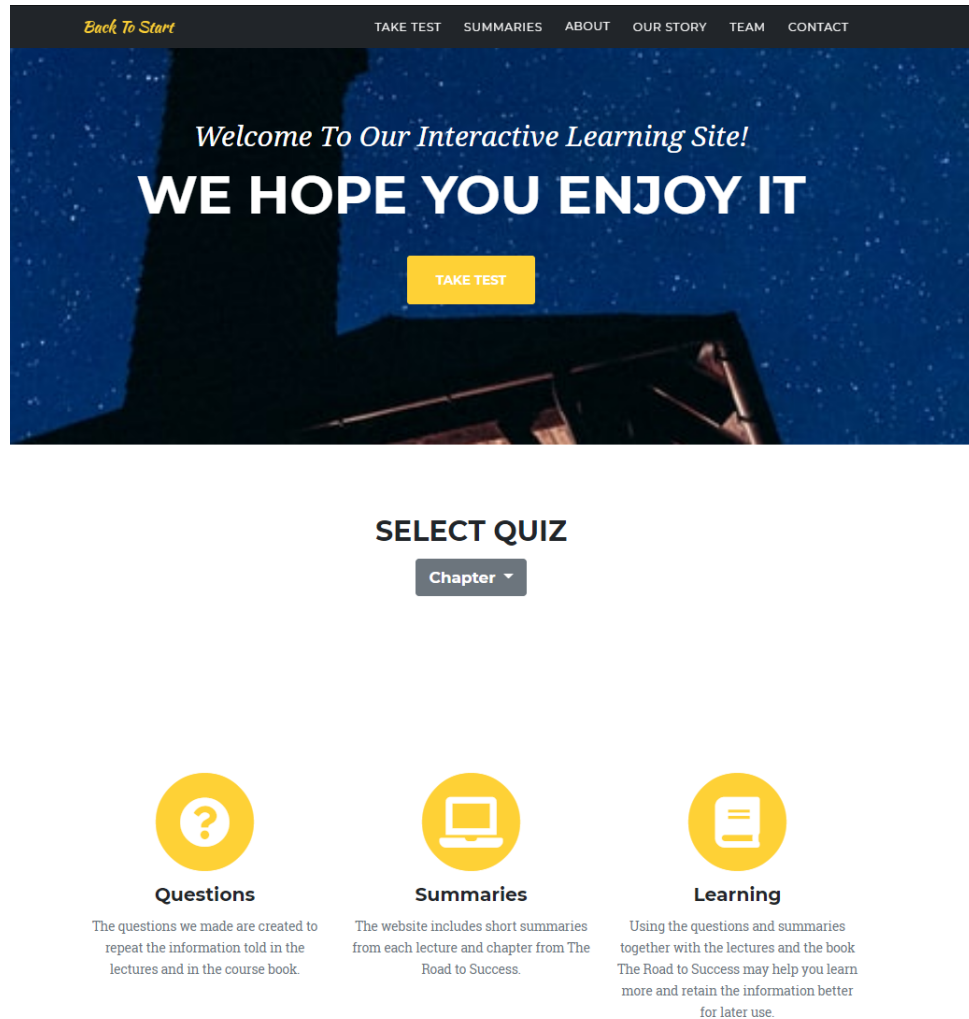 Back To Start
TAKE TEST SUMMARIES ABOUT OUR STORY TEAM CONTACT
Welcome To Our Interactive Learning Site!
WE HOPE YOU ENJOY IT
TAKE TEST
SELECT QUIZ
Chapter
Questions
The questions we made are created to
repeat the information told in the
lectures and in the course book.
Summaries
The website includes short summaries
from each lecture and chapter from The
Road to Success.
Learning
Using the questions and summaries
together with the lectures and the book
The Road to Success may help you learn
more and retain the information better
for later use.